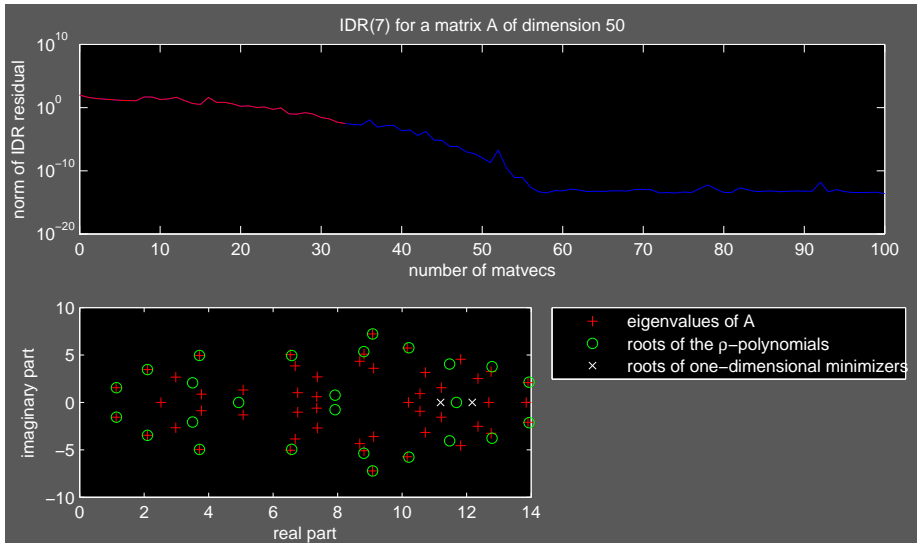 IDR(7) for a matrix A of dimension 50
norm of IDR residual
10^10
10^0
10^−10
10^−20
0 10 20 30 40 50 60 70 80 90 100
number of matvecs
imaginary part
10
5
0
−5
−10
0 2 4 6 8 10 12 14
real part
eigenvalues of A
roots of the ρ−polynomials
roots of one−dimensional minimizers